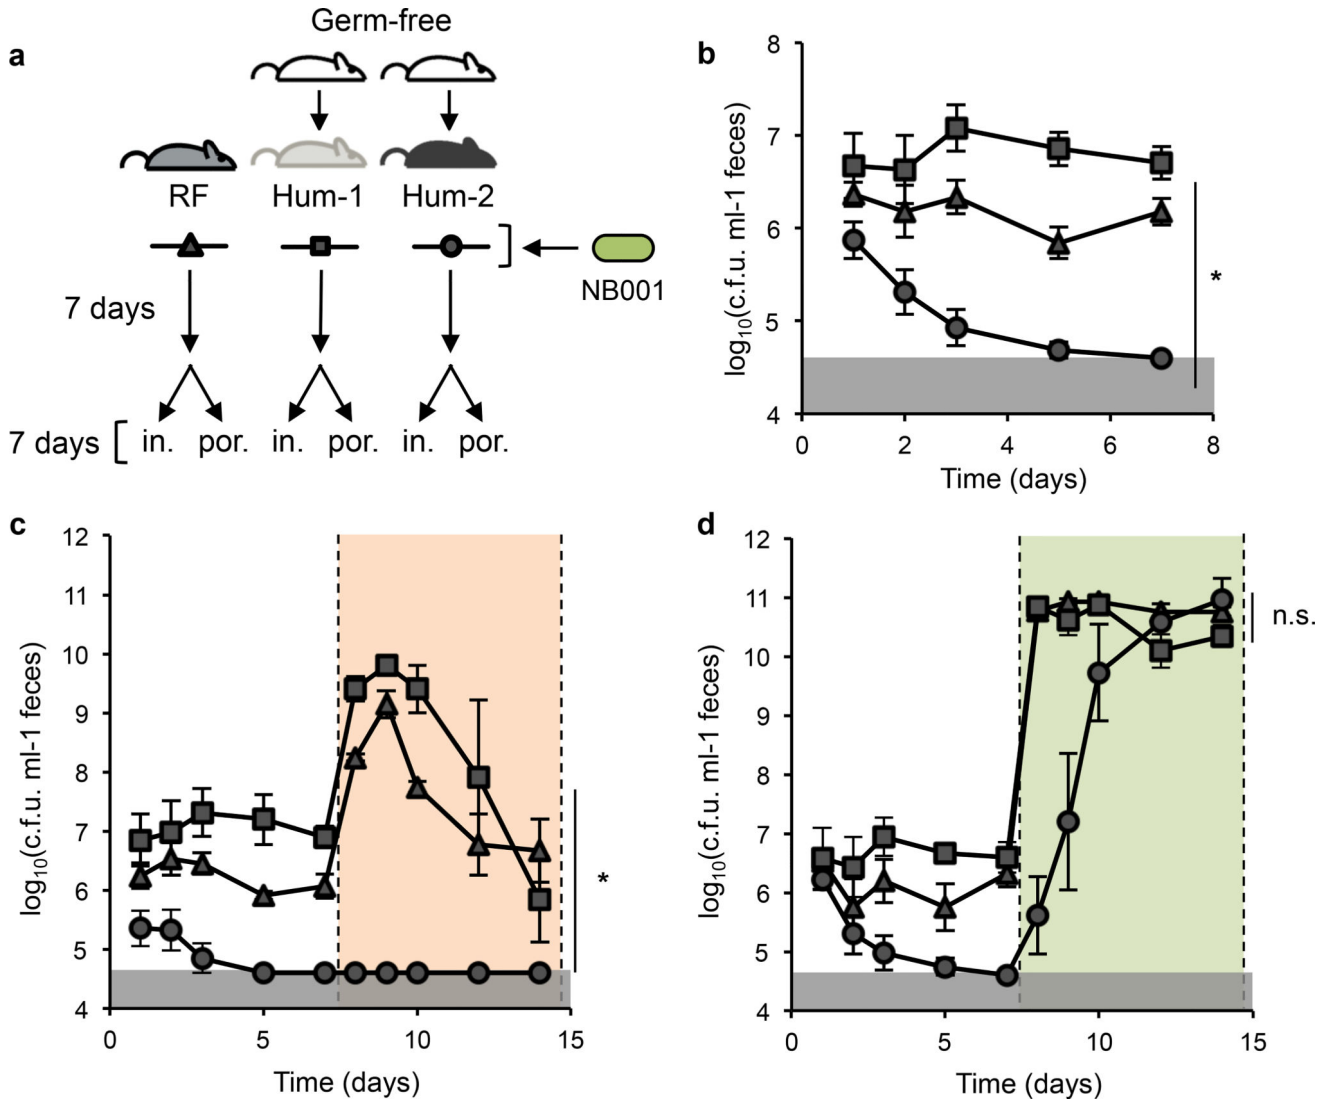 a
Germ-free
RF Hum-1 Hum-2
NB001
7 days
7 days in. por. in. por. in. por.
b
log10(c.f.u. ml-1 feces)
8
7
6
5
4
0 2 4 6 8
Time (days)
*
c
log10(c.f.u. ml-1 feces)
12
11
10
9
8
7
6
5
4
0 5 10 15
Time (days)
*
d
log10(c.f.u. ml-1 feces)
12
11
10
9
8
7
6
5
4
0 5 10 15
Time (days)
n.s.